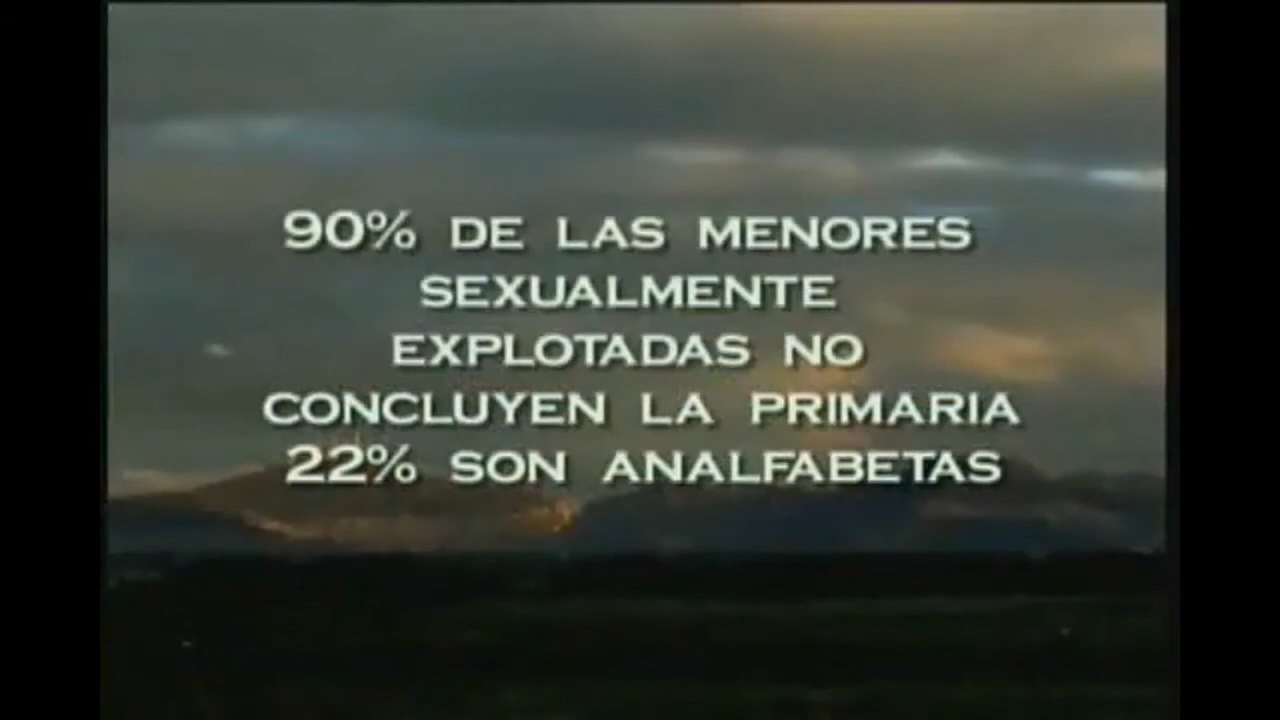 90% DE LAS MENORES
SEXUALMENTE
EXPLOTADAS NO
CONCLUYEN LA PRIMARIA
22% SON ANALFABETAS